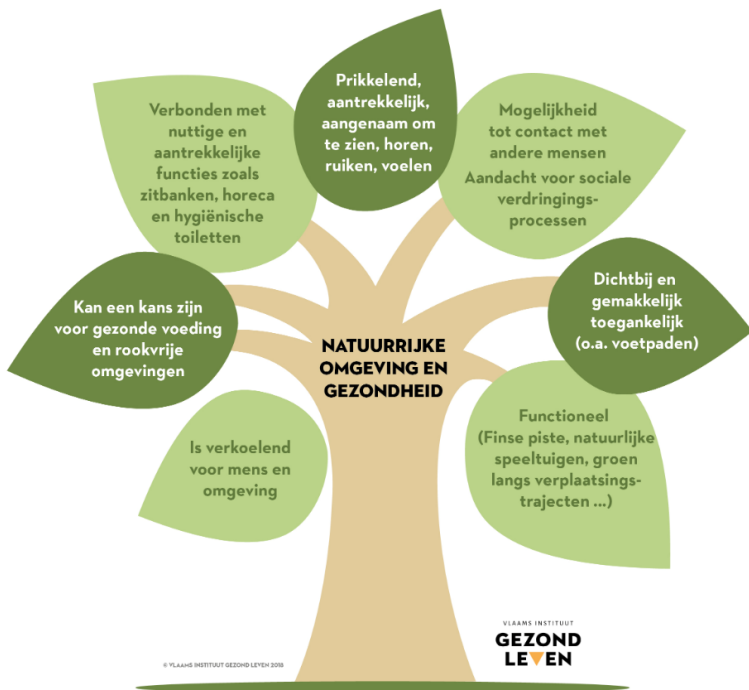 Prikkelend,
aantrekkelijk,
aangenaam om
te zien, horen,
ruiken, voelen
Verbonden met
nuttige en
aantrekkelijke
functies zoals
zitbanken, horeca
en hygiënische
toiletten
Mogelijkheid
tot contact met
andere mensen
Aandacht voor sociale
verdringings-
processen
Kan een kans zijn
voor gezonde voeding
en rookvrije
omgevingen
Dichtbij en
gemakkelijk
toegankelijk
(o.a. voetpaden)
NATUURRIJKE
OMGEVING EN
GEZONDHEID
Is verkoelend
voor mens en
omgeving
Functioneel
(Finse piste, natuurlijke
speeltuigen, groen
langs verplaatsings-
trajecten ...)
VLAAMS INSTITUUT
GEZOND
LEVEN
© VLAAMS INSTITUUT GEZOND LEVEN 2018